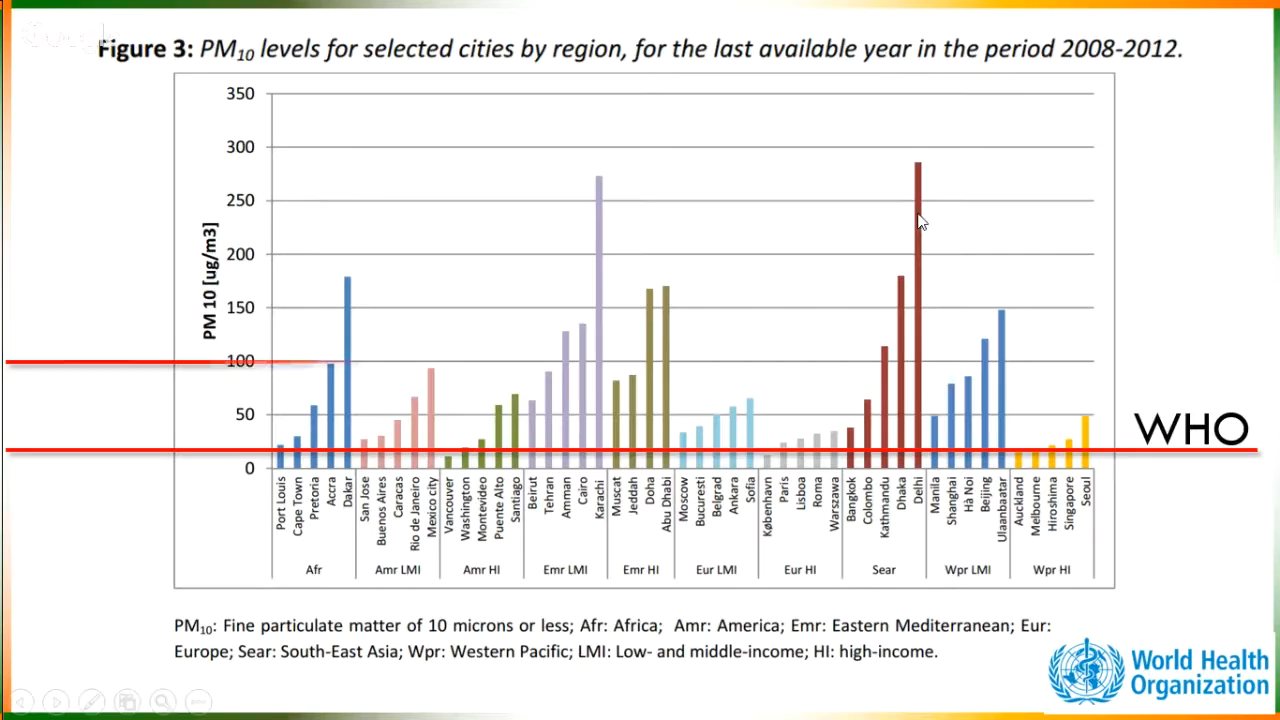 Google
Figure 3: PM10 levels for selected cities by region, for the last available year in the period 2008-2012.
350
300
250
200
150
100
50
0
PM 10 [ug/m3]
WHO
Port Louis
Cape Town
Pretoria
Accra
Dakar
San Jose
Buenos Aires
Caracas
Rio de Janeiro
Mexico city
Vancouver
Washington
Montevideo
Puente Alto
Santiago
Beirut
Tehran
Amman
Cairo
Karachi
Muscat
Jeddah
Doha
Abu Dhabi
Moscow
Bucuresti
Belgrad
Ankara
Sofia
København
Paris
Lisboa
Roma
Warszawa
Bangkok
Colombo
Kathmandu
Dhaka
Delhi
Manila
Shanghai
Ha Noi
Beijing
Ulaanbaatar
Auckland
Melbourne
Hiroshima
Singapore
Seoul
Afr
Amr LMI
Amr HI
Emr LMI
Emr HI
Eur LMI
Eur HI
Sear
Wpr LMI
Wpr HI
PM10: Fine particulate matter of 10 microns or less; Afr: Africa; Amr: America; Emr: Eastern Mediterranean; Eur:
Europe; Sear: South-East Asia; Wpr: Western Pacific; LMI: Low- and middle-income; HI: high-income.
World Health
Organization